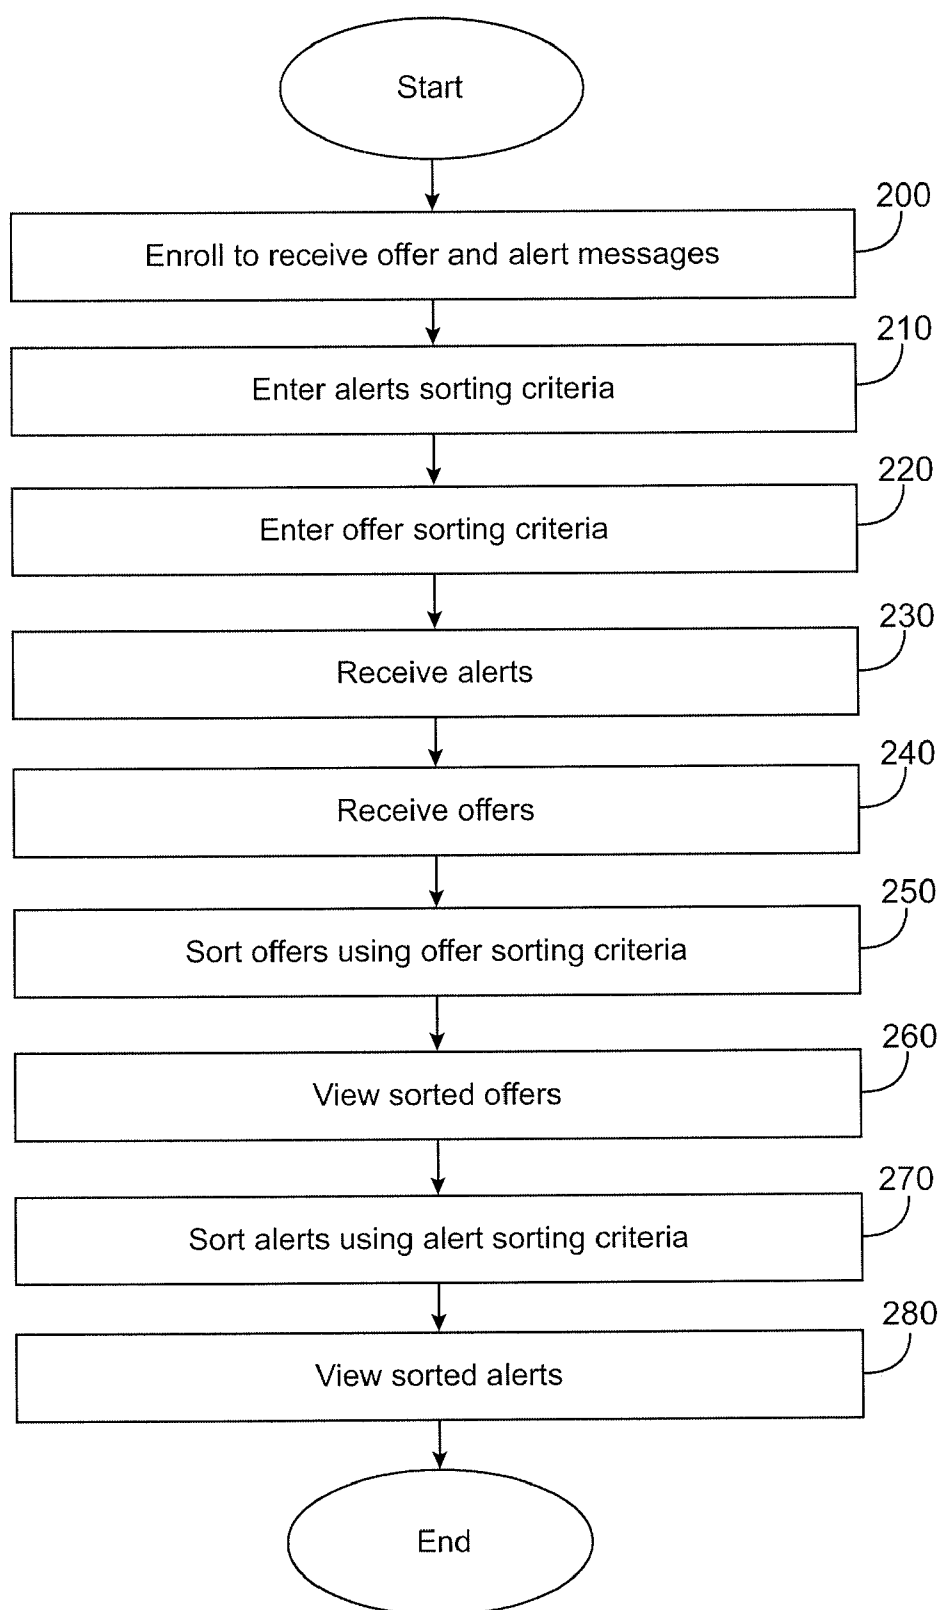 Start
200
Enroll to receive offer and alert messages
210
Enter alerts sorting criteria
220
Enter offer sorting criteria
230
Receive alerts
240
Receive offers
250
Sort offers using offer sorting criteria
260
View sorted offers
270
Sort alerts using alert sorting criteria
280
View sorted alerts
End